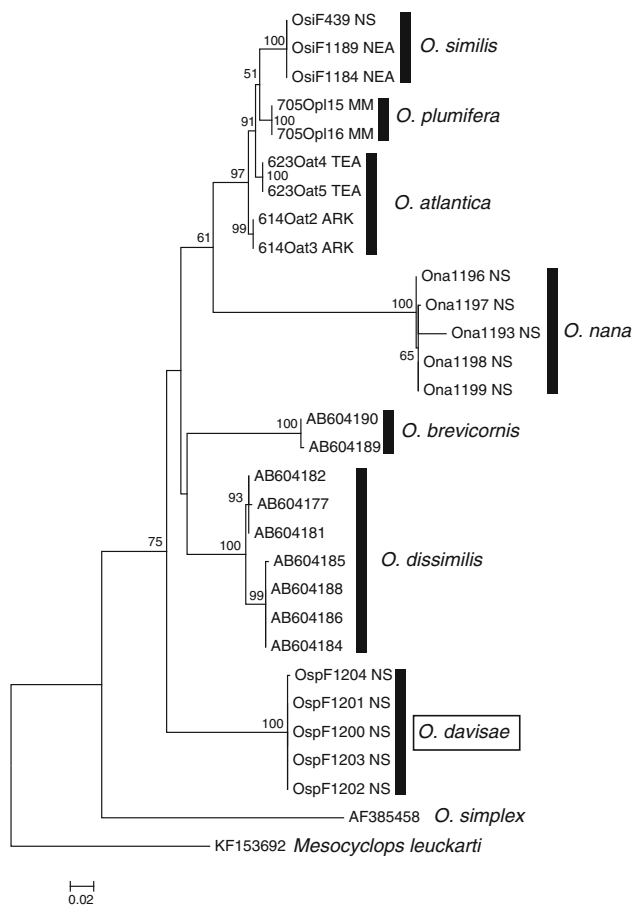 OsiF439 NS
100
OsiF1189 NEA
O. similis
OsiF1184 NEA
51
705Opl15 MM
100
O. plumifera
705Opl16 MM
91
623Oat4 TEA
100
97
623Oat5 TEA
O. atlantica
614Oat2 ARK
99
614Oat3 ARK
61
Ona1196 NS
100
Ona1197 NS
Ona1193 NS
O. nana
65
Ona1198 NS
Ona1199 NS
AB604190
100
O. brevicornis
AB604189
AB604182
93
AB604177
AB604181
100
75
O. dissimilis
AB604185
AB604188
99
AB604186
AB604184
OspF1204 NS
OspF1201 NS
100
OspF1200 NS
O. davisae
OspF1203 NS
OspF1202 NS
AF385458 O. simplex
KF153692 Mesocyclops leuckarti
0.02